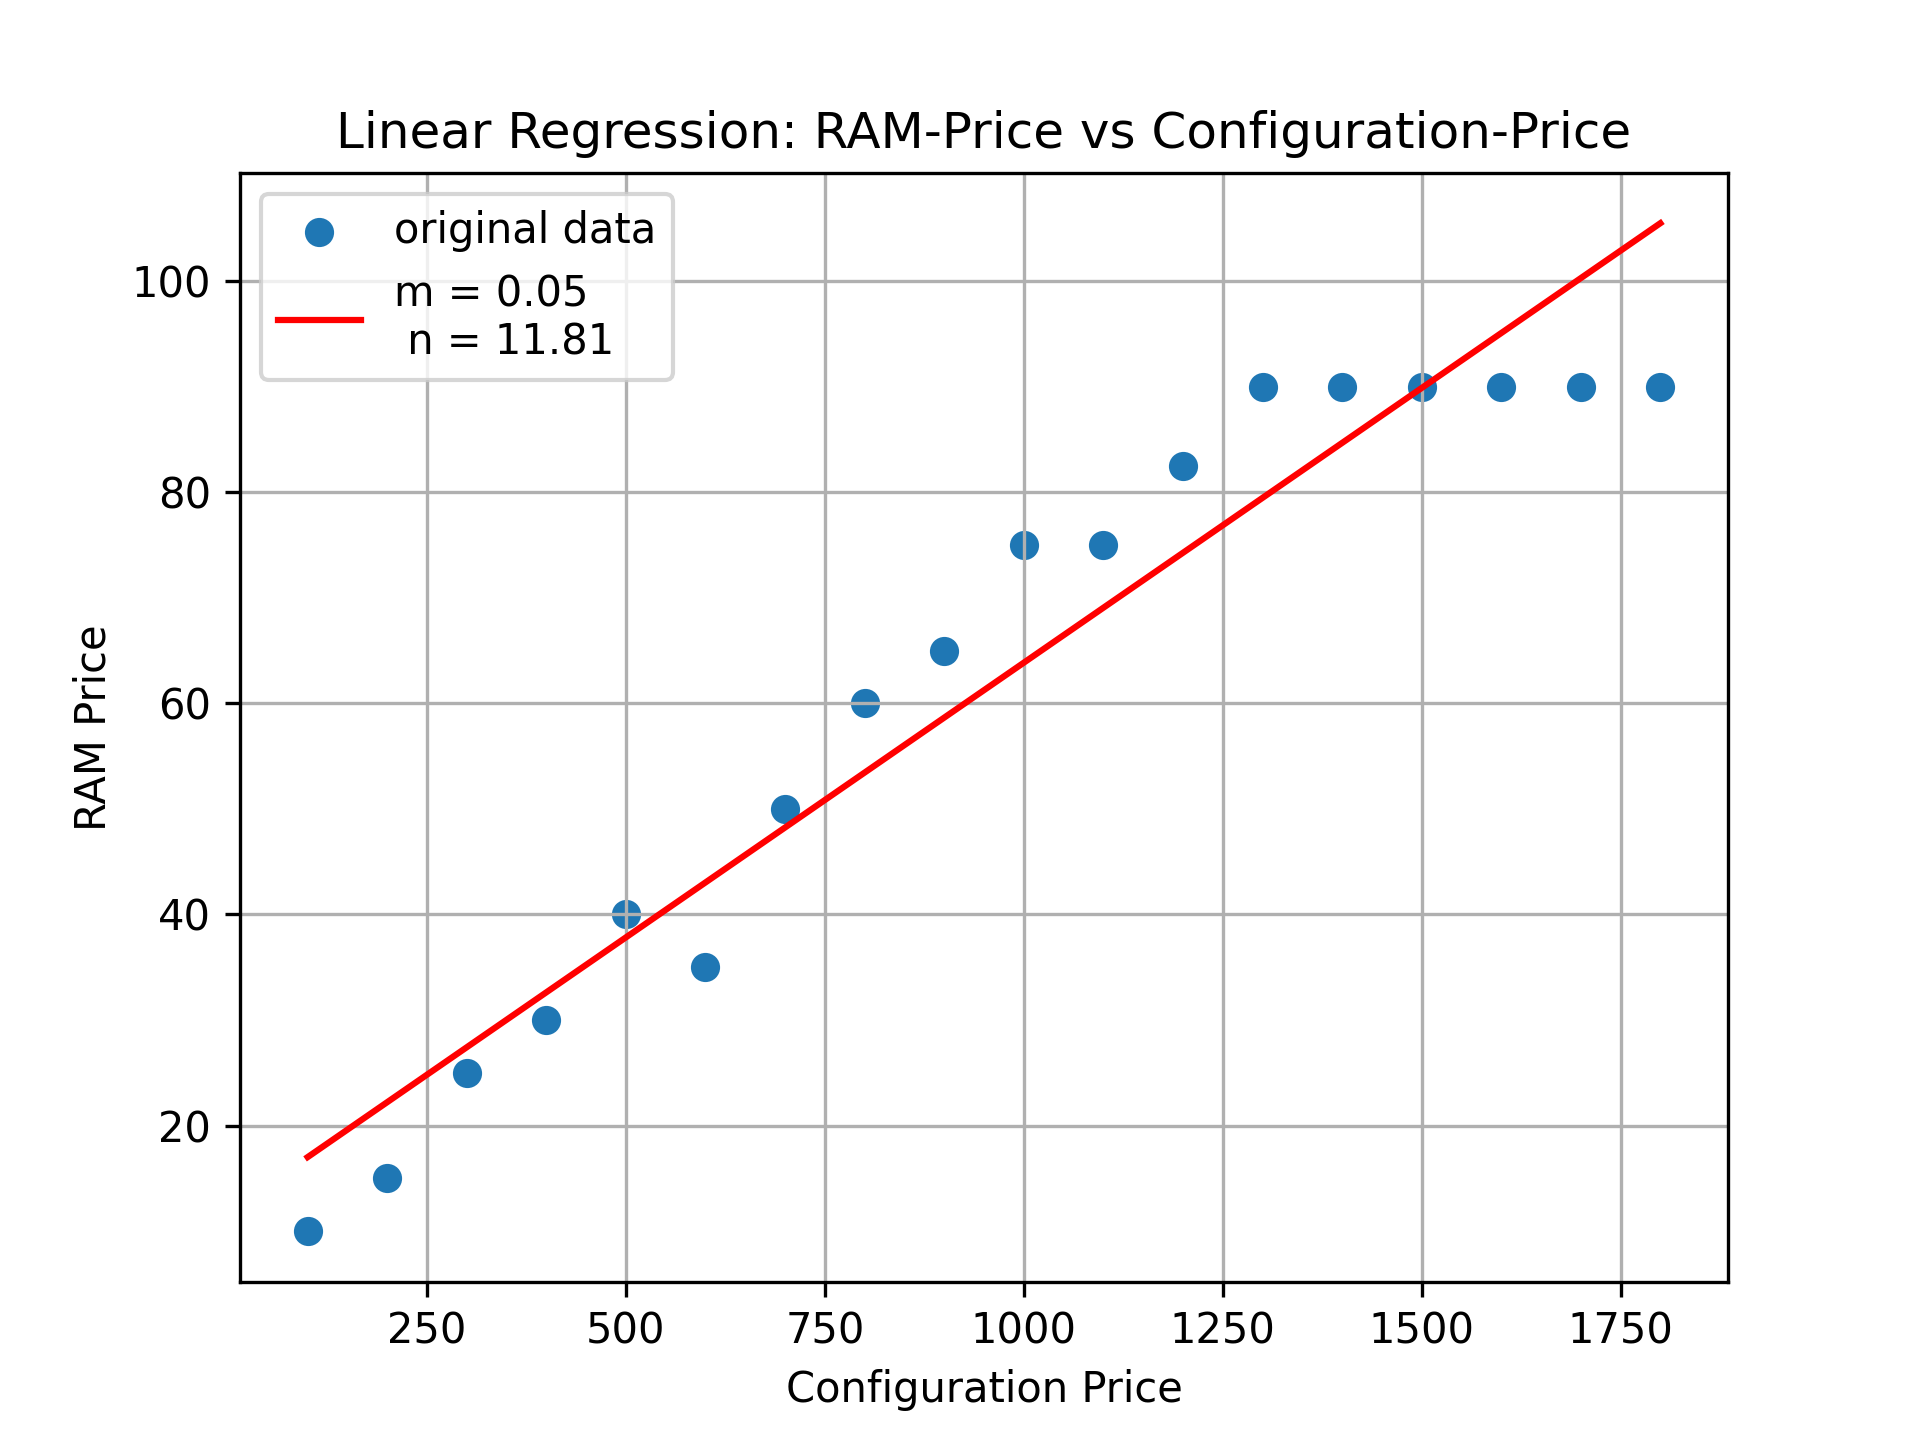 Linear Regression: RAM-Price vs Configuration-Price
original data
m = 0.05
n = 11.81
100
80
60
40
20
RAM Price
250 500 750 1000 1250 1500 1750
Configuration Price